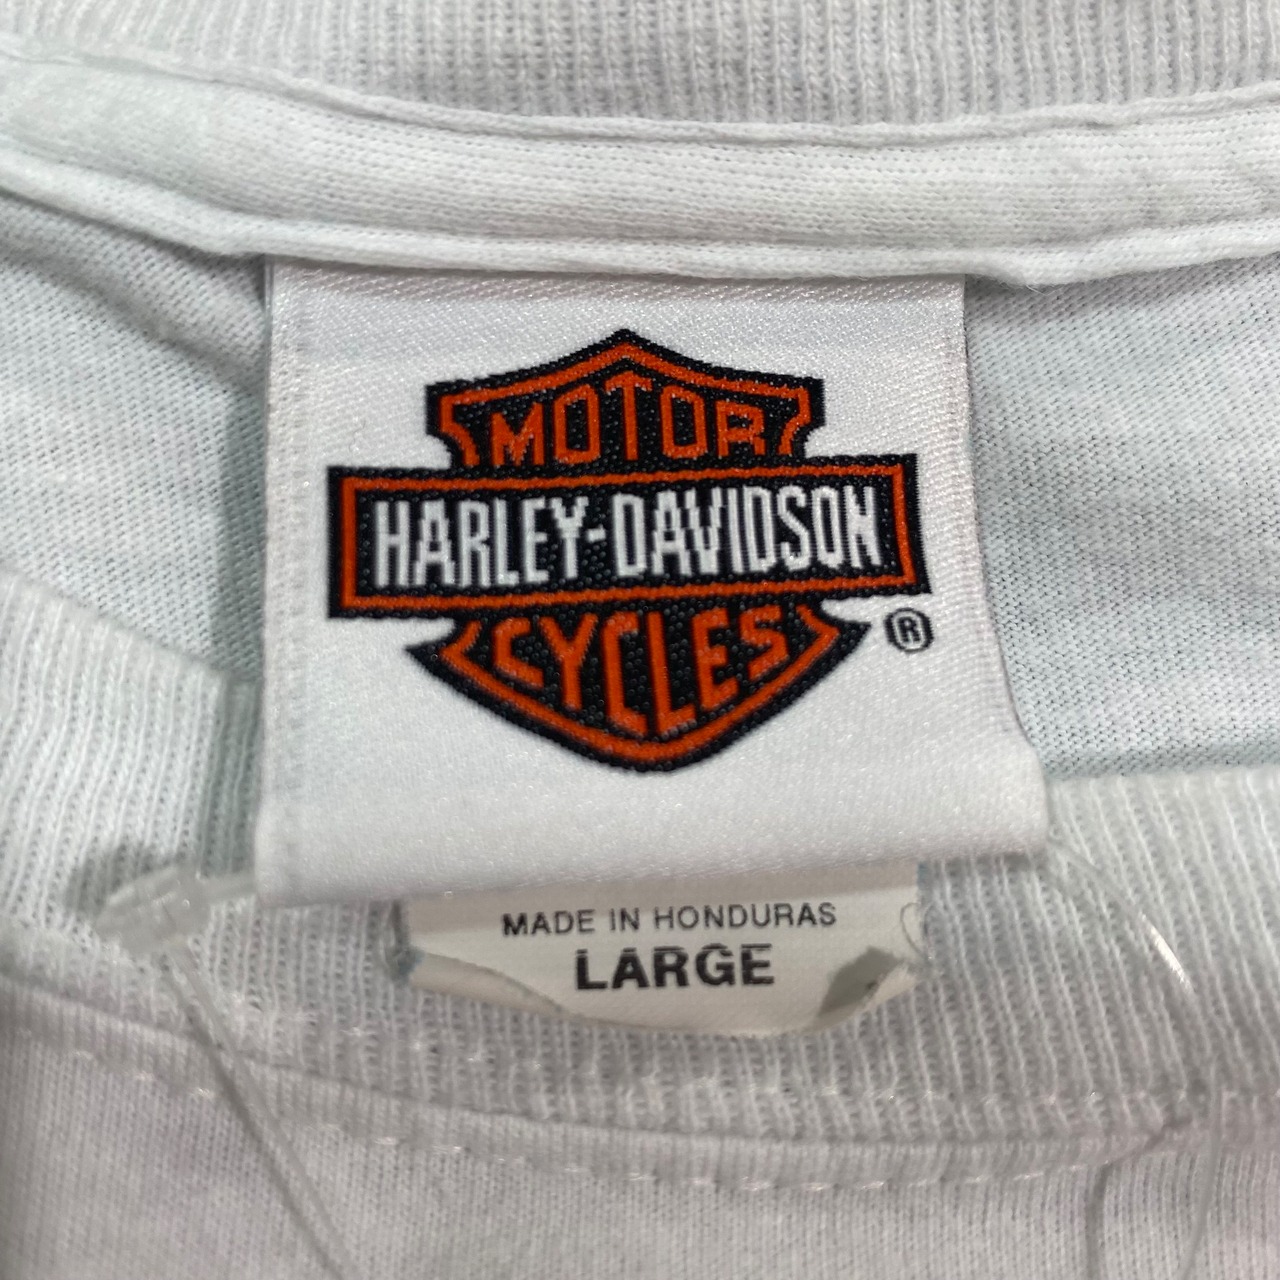 MOTOR
HARLEY-DAVIDSON
CYCLES
®
MADE IN HONDURAS
LARGE